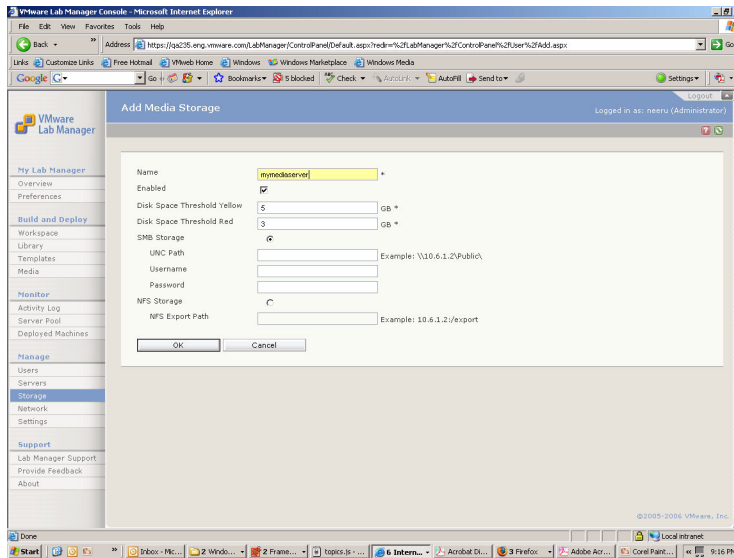 VMware Lab Manager Console - Microsoft Internet Explorer
File Edit View Favorites Tools Help
Back » Address https://qa235.eng.vmware.com/LabManager/ControlPanel/Default.aspx?redir=%2fLabManager%2fControlPanel%2fUser%2fAdd.aspx Go
Links Customize Links Free Hotmail VMweb Home Windows Windows Marketplace Windows Media
Google G Go Bookmarks 5 blocked Check AutoLink AutoFill Send to Settings
Logout
VMware Lab Manager
Add Media Storage
Logged in as: neeru (Administrator)
My Lab Manager
Overview
Preferences
Build and Deploy
Workspace
Library
Templates
Media
Monitor
Activity Log
Server Pool
Deployed Machines
Manage
Users
Servers
Storage
Network
Settings
Support
Lab Manager Support
Provide Feedback
About
Name mymediaserver *
Enabled
Disk Space Threshold Yellow 5 GB *
Disk Space Threshold Red 3 GB *
SMB Storage
UNC Path Example: \\10.6.1.2\Public\
Username
Password
NFS Storage
NFS Export Path Example: 10.6.1.2:/export
OK Cancel
©2005-2006 VMware, Inc.
Done Local intranet
Start » Inbox - Mic... 2 Windo... 2 Frame... topics.js - ... 6 Intern... Acrobat Di... 3 Firefox Adobe Acr... Corel Paint... « 9:16 PM